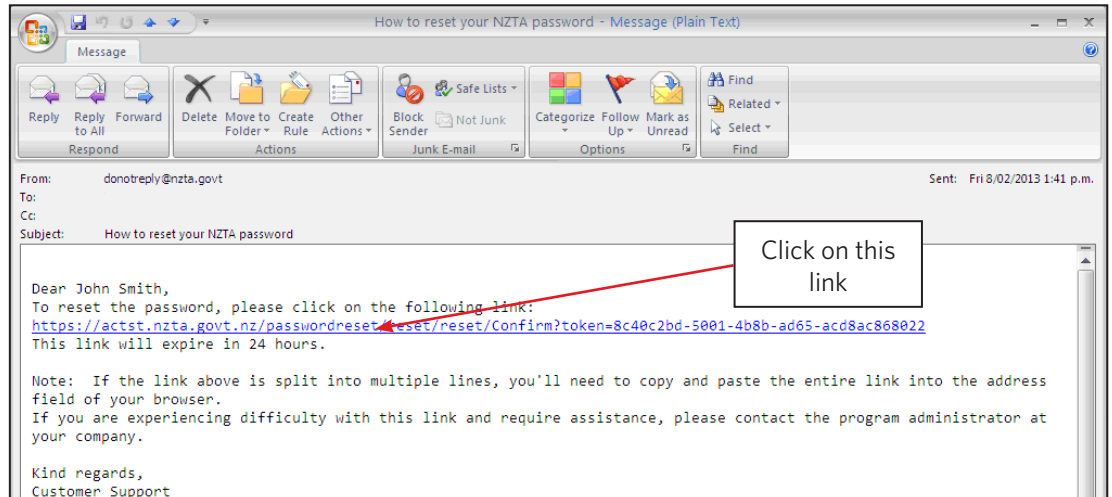 How to reset your NZTA password - Message (Plain Text)
Message
Reply
Reply to All
Forward
Respond
Delete
Move to Folder
Create Rule
Other Actions
Actions
Block Sender
Safe Lists
Not Junk
Junk E-mail
Categorize
Follow Up
Mark as Unread
Options
Find
Related
Select
Find
From: donotreply@nzta.govt
Sent: Fri 8/02/2013 1:41 p.m.
To:
Cc:
Subject: How to reset your NZTA password
Click on this
link
Dear John Smith,
To reset the password, please click on the following link:
https://actst.nzta.govt.nz/passwordreset/reset/reset/Confirm?token=8c40c2bd-5001-4b8b-ad65-acd8ac868022
This link will expire in 24 hours.
Note: If the link above is split into multiple lines, you'll need to copy and paste the entire link into the address
field of your browser.
If you are experiencing difficulty with this link and require assistance, please contact the program administrator at
your company.
Kind regards,
Customer Support